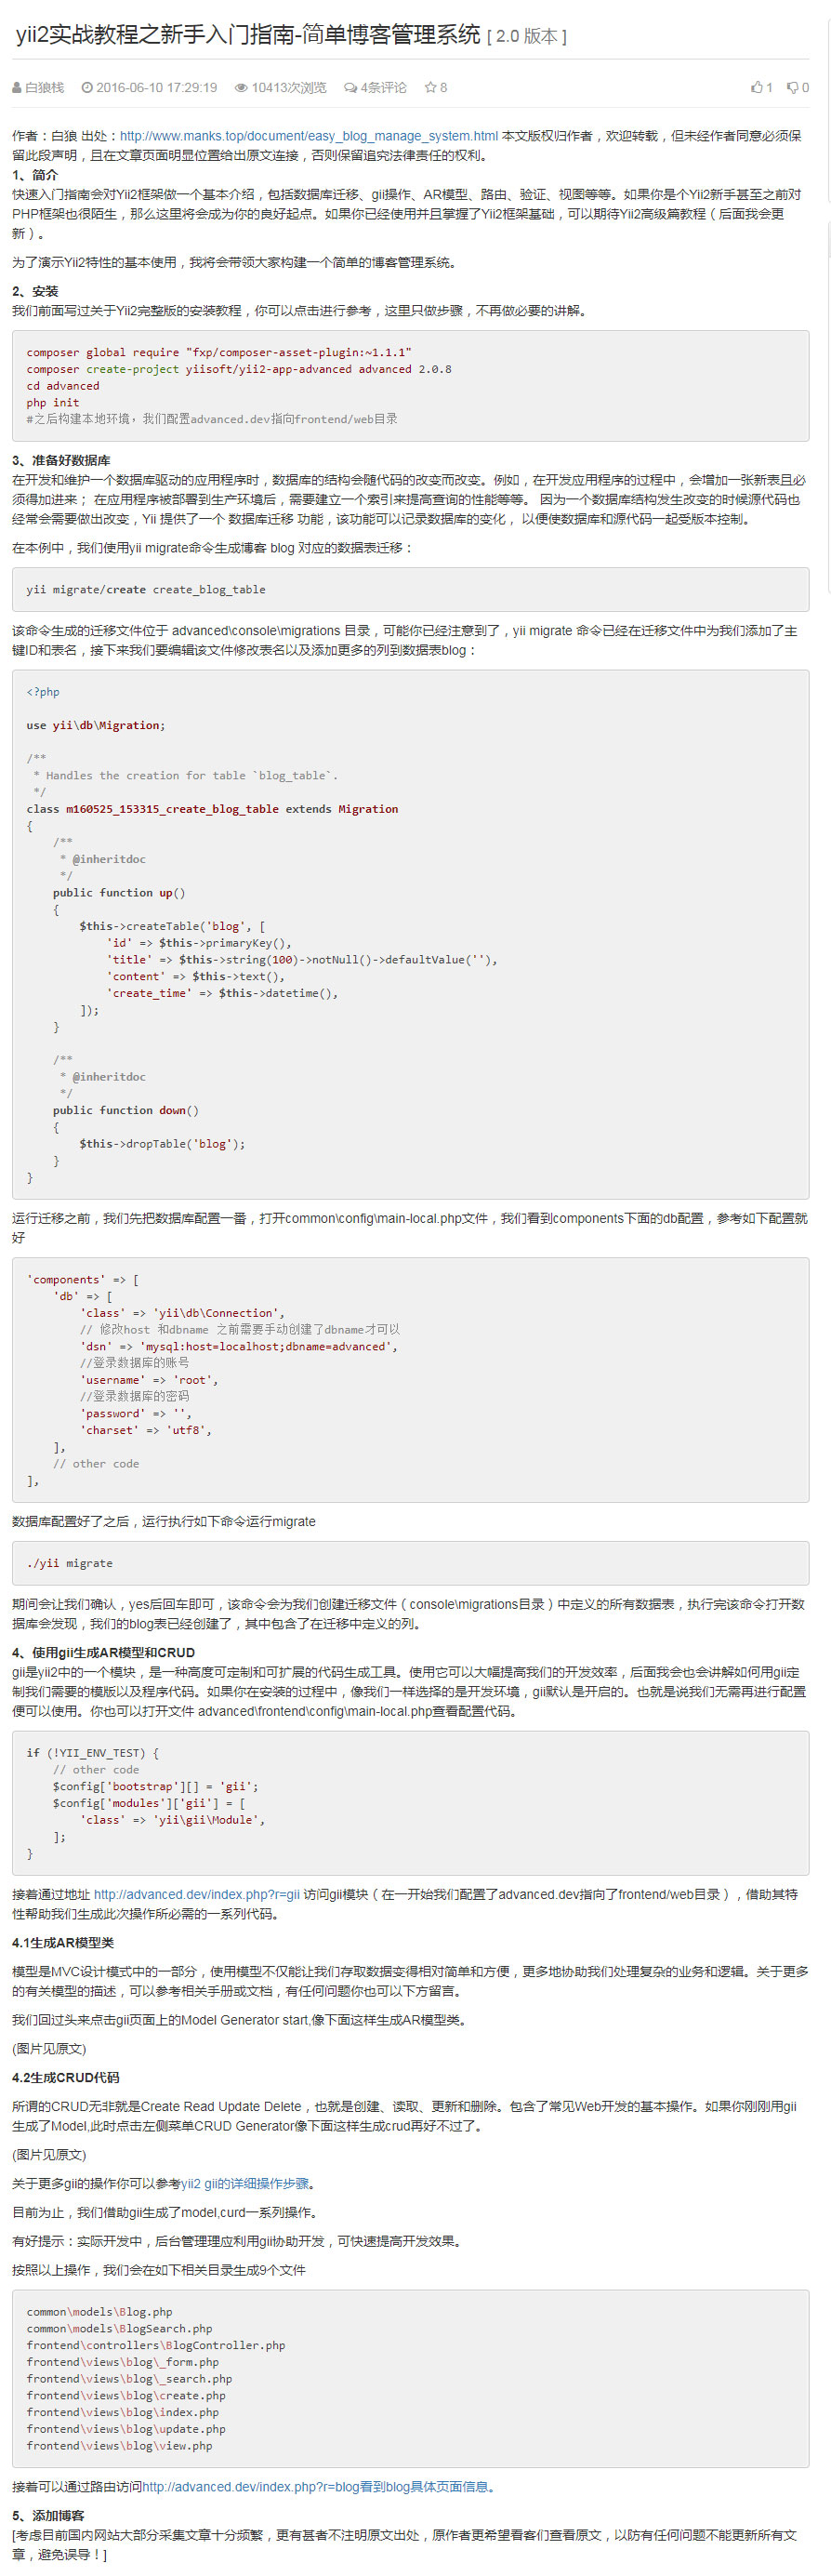 yii2实战教程之新手入门指南-简单博客管理系统 [ 2.0 版本 ]
白狼栈 2016-06-10 17:29:19 10413次浏览 4条评论 8 1 0
作者：白狼 出处：http://www.manks.top/document/easy_blog_manage_system.html 本文版权归作者，欢迎转载，但未经作者同意必须保
留此段声明，且在文章页面明显位置给出原文连接，否则保留追究法律责任的权利。
1、简介
快速入门指南会对Yii2框架做一个基本介绍，包括数据库迁移、gii操作、AR模型、路由、验证、视图等等。如果你是个Yii2新手甚至之前对
PHP框架也很陌生，那么这里将会成为你的良好起点。如果你已经使用并且掌握了Yii2框架基础，可以期待Yii2高级篇教程（后面我会更
新）。
为了演示Yii2特性的基本使用，我将会带领大家构建一个简单的博客管理系统。
2、安装
我们前面写过关于Yii2完整版的安装教程，你可以点击进行参考，这里只做步骤，不再做必要的讲解。
composer global require "fxp/composer-asset-plugin:~1.1.1"
composer create-project yiisoft/yii2-app-advanced advanced 2.0.8
cd advanced
php init
#之后构建本地环境，我们配置advanced.dev指向frontend/web目录
3、准备好数据库
在开发和维护一个数据库驱动的应用程序时，数据库的结构会随代码的改变而改变。例如，在开发应用程序的过程中，会增加一张新表且必
须得加进来； 在应用程序被部署到生产环境后，需要建立一个索引来提高查询的性能等等。 因为一个数据库结构发生改变的时候源代码也
经常会需要做出改变，Yii 提供了一个 数据库迁移 功能，该功能可以记录数据库的变化， 以便使数据库和源代码一起受版本控制。
在本例中，我们使用yii migrate命令生成博客 blog 对应的数据表迁移：
yii migrate/create create_blog_table
该命令生成的迁移文件位于 advanced\console\migrations 目录，可能你已经注意到了，yii migrate 命令已经在迁移文件中为我们添加了主
键ID和表名，接下来我们要编辑该文件修改表名以及添加更多的列到数据表blog：
<?php
use yii\db\Migration;
/**
* Handles the creation for table `blog_table`.
*/
class m160525_153315_create_blog_table extends Migration
{
/**
* @inheritdoc
*/
public function up()
{
$this->createTable('blog', [
'id' => $this->primaryKey(),
'title' => $this->string(100)->notNull()->defaultValue(''),
'content' => $this->text(),
'create_time' => $this->datetime(),
]);
}
/**
* @inheritdoc
*/
public function down()
{
$this->dropTable('blog');
}
}
运行迁移之前，我们先把数据库配置一番，打开common\config\main-local.php文件，我们看到components下面的db配置，参考如下配置就
好
'components' => [
'db' => [
'class' => 'yii\db\Connection',
// 修改host 和dbname 之前需要手动创建了dbname才可以
'dsn' => 'mysql:host=localhost;dbname=advanced',
//登录数据库的账号
'username' => 'root',
//登录数据库的密码
'password' => '',
'charset' => 'utf8',
],
// other code
],
数据库配置好了之后，运行执行如下命令运行migrate
./yii migrate
期间会让我们确认，yes后回车即可，该命令会为我们创建迁移文件（console\migrations目录）中定义的所有数据表，执行完该命令打开数
据库会发现，我们的blog表已经创建了，其中包含了在迁移中定义的列。
4、使用gii生成AR模型和CRUD
gii是yii2中的一个模块，是一种高度可定制和可扩展的代码生成工具。使用它可以大幅提高我们的开发效率，后面我会也会讲解如何用gii定
制我们需要的模版以及程序代码。如果你在安装的过程中，像我们一样选择的是开发环境，gii默认是开启的。也就是说我们无需再进行配置
便可以使用。你也可以打开文件 advanced\frontend\config\main-local.php查看配置代码。
if (!YII_ENV_TEST) {
// other code
$config['bootstrap'][] = 'gii';
$config['modules']['gii'] = [
'class' => 'yii\gii\Module',
];
}
接着通过地址 http://advanced.dev/index.php?r=gii 访问gii模块（在一开始我们配置了advanced.dev指向了frontend/web目录），借助其特
性帮助我们生成此次操作所必需的一系列代码。
4.1生成AR模型类
模型是MVC设计模式中的一部分，使用模型不仅能让我们存取数据变得相对简单和方便，更多地协助我们处理复杂的业务和逻辑。关于更多
的有关模型的描述，可以参考相关手册或文档，有任何问题你也可以下方留言。
我们回过头来点击gii页面上的Model Generator start,像下面这样生成AR模型类。
(图片见原文)
4.2生成CRUD代码
所谓的CRUD无非就是Create Read Update Delete，也就是创建、读取、更新和删除。包含了常见Web开发的基本操作。如果你刚刚用gii
生成了Model,此时点击左侧菜单CRUD Generator像下面这样生成crud再好不过了。
(图片见原文)
关于更多gii的操作你可以参考yii2 gii的详细操作步骤。
目前为止，我们借助gii生成了model,curd一系列操作。
有好提示：实际开发中，后台管理理应利用gii协助开发，可快速提高开发效果。
按照以上操作，我们会在如下相关目录生成9个文件
common\models\Blog.php
common\models\BlogSearch.php
frontend\controllers\BlogController.php
frontend\views\blog\_form.php
frontend\views\blog\_search.php
frontend\views\blog\create.php
frontend\views\blog\index.php
frontend\views\blog\update.php
frontend\views\blog\view.php
接着可以通过路由访问http://advanced.dev/index.php?r=blog看到blog具体页面信息。
5、添加博客
[考虑目前国内网站大部分采集文章十分频繁，更有甚者不注明原文出处，原作者更希望看客们查看原文，以防有任何问题不能更新所有文
章，避免误导！]